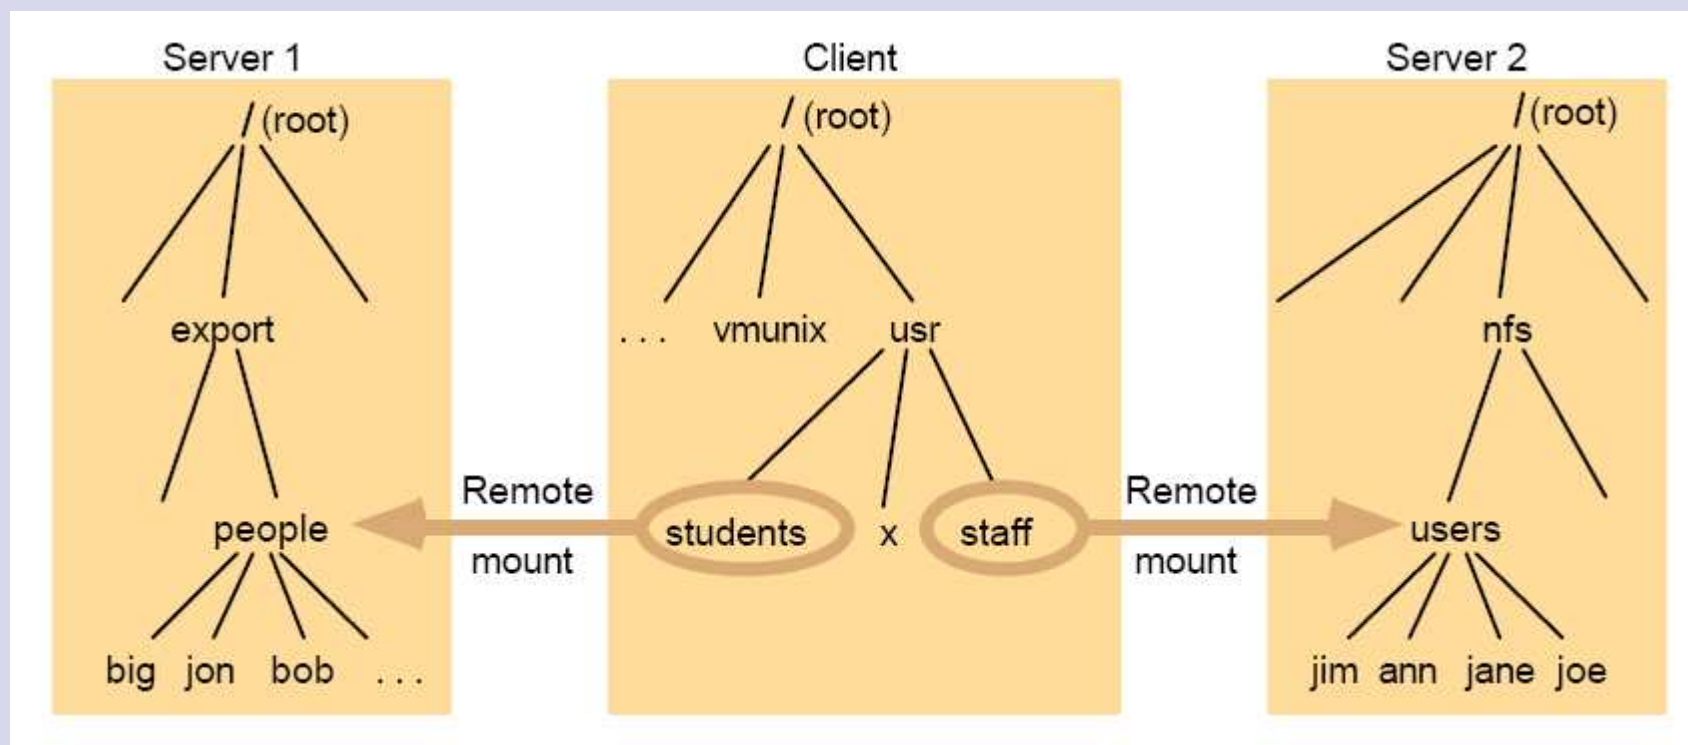 Server 1
/ (root)
export
people
big jon bob . . .
Remote
mount
Client
/ (root)
. . . vmunix usr
students x staff
Remote
mount
Server 2
/ (root)
nfs
users
jim ann jane joe